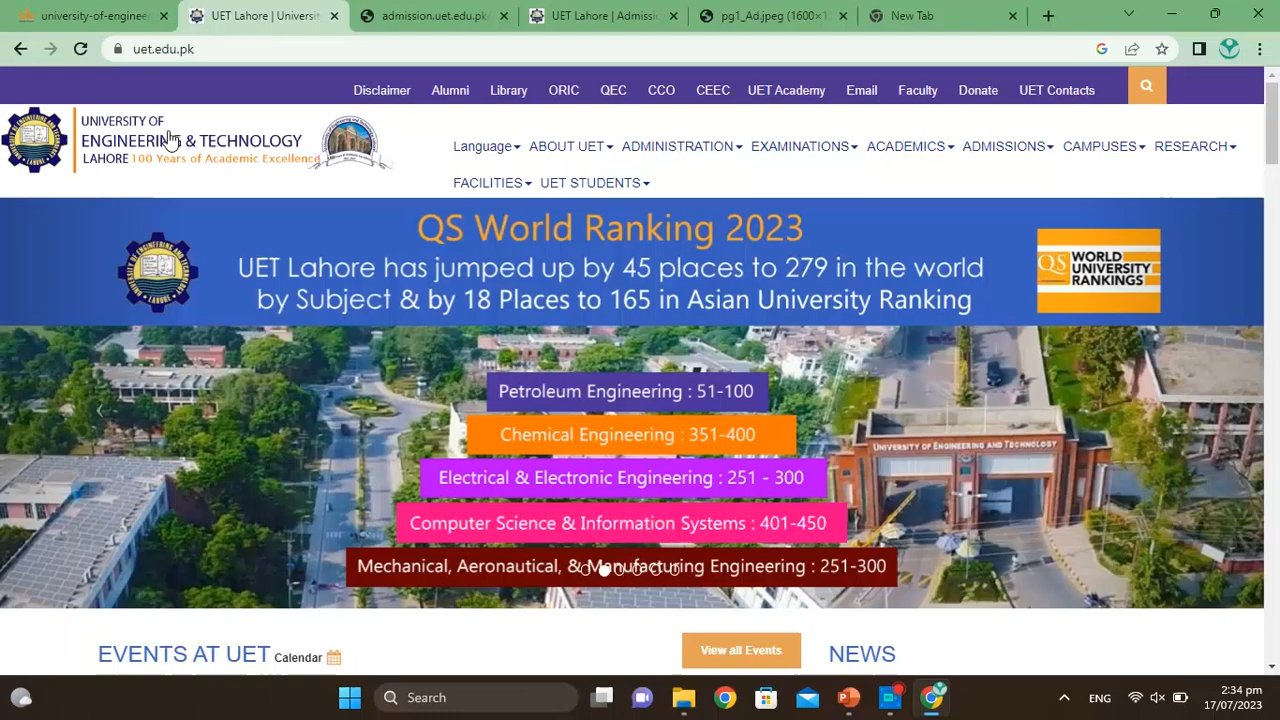 university-of-enginee
UET Lahore | Universit
admission.uet.edu.pk/
UET Lahore | Admissi
pg1_Ad.jpeg (1600×1
New Tab
uet.edu.pk
Disclaimer Alumni Library ORIC QEC CCO CEEC UET Academy Email Faculty Donate UET Contacts
UNIVERSITY OF
ENGINEERING & TECHNOLOGY
LAHORE 100 Years of Academic Excellence
Language ABOUT UET ADMINISTRATION EXAMINATIONS ACADEMICS ADMISSIONS CAMPUSES RESEARCH
FACILITIES UET STUDENTS
QS World Ranking 2023
UET Lahore has jumped up by 45 places to 279 in the world
by Subject & by 18 Places to 165 in Asian University Ranking
QS WORLD
UNIVERSITY
RANKINGS
Petroleum Engineering : 51-100
Chemical Engineering : 351-400
Electrical & Electronic Engineering : 251 - 300
Computer Science & Information Systems : 401-450
Mechanical, Aeronautical, & Manufacturing Engineering : 251-300
UNIVERSITY OF ENGINEERING AND TECHNOLOGY
EVENTS AT UET Calendar
View all Events
NEWS
Search
ENG
2:34 pm
17/07/2023